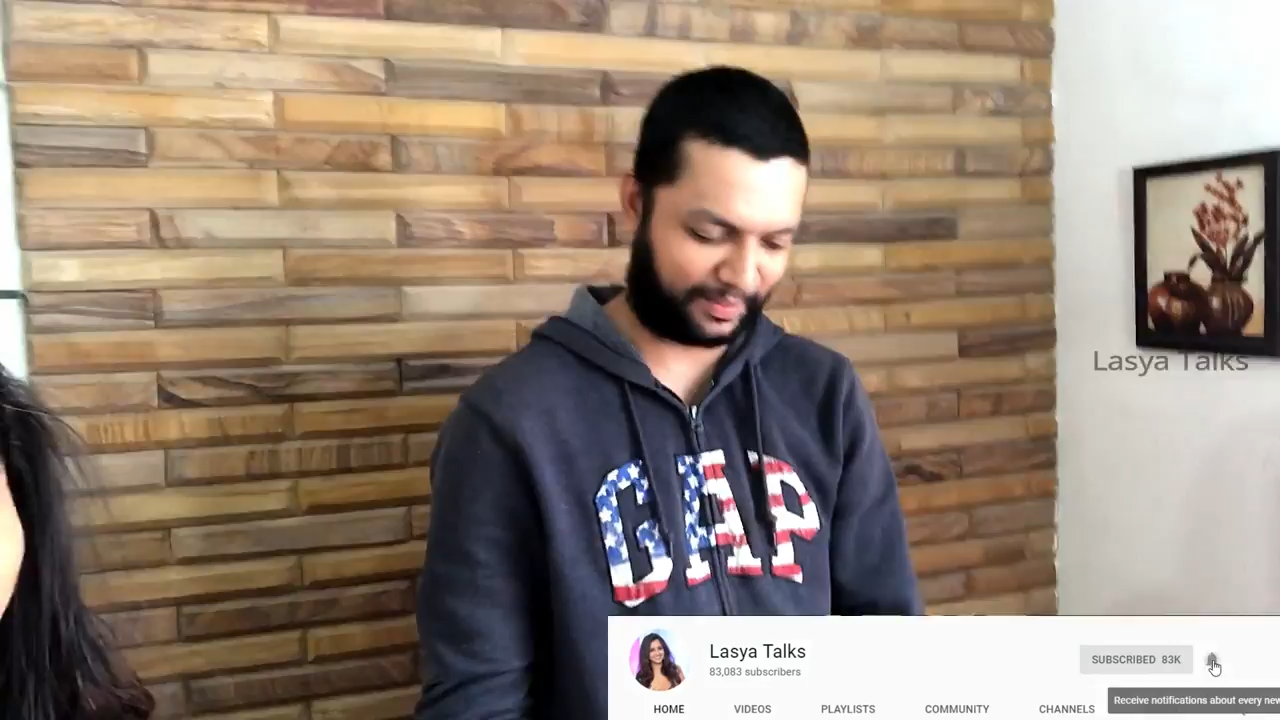 Lasya Talks
GAP
Lasya Talks
83,083 subscribers
SUBSCRIBED 83K
Receive notifications about every new
HOME VIDEOS PLAYLISTS COMMUNITY CHANNELS